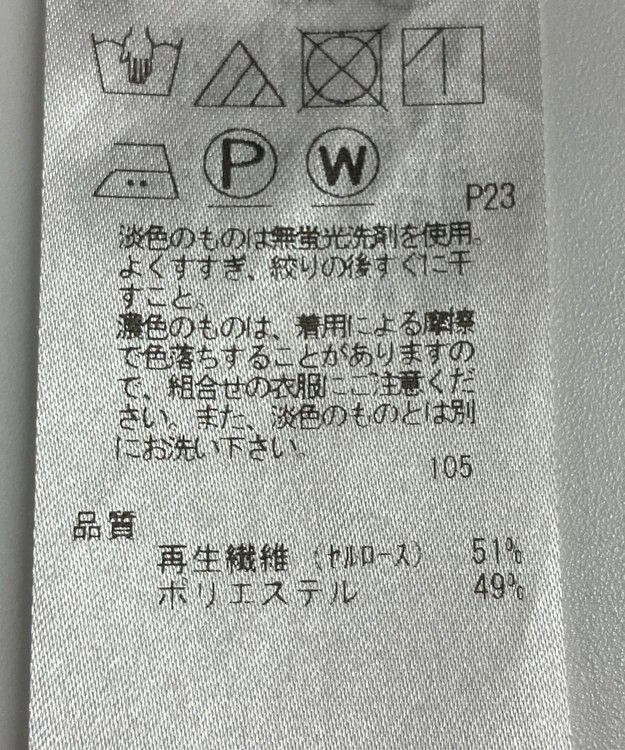 P W
P23
淡色のものは無蛍光洗剤を使用。
よくすすぎ、絞りの後すぐに干
すこと。
濃色のものは、着用による摩擦
で色落ちすることがありますの
で、組合せの衣服にご注意くだ
さい。また、淡色のものとは別
にお洗い下さい。
105
品質
再生繊維（ｾﾙﾛｰｽ） 51%
ポリエステル 49%